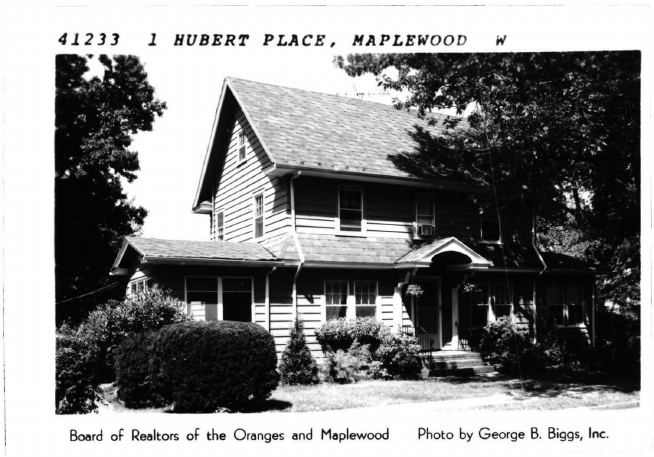 41233 1 HUBERT PLACE, MAPLEWOOD W
Board of Realtors of the Oranges and Maplewood Photo by George B. Biggs, Inc.